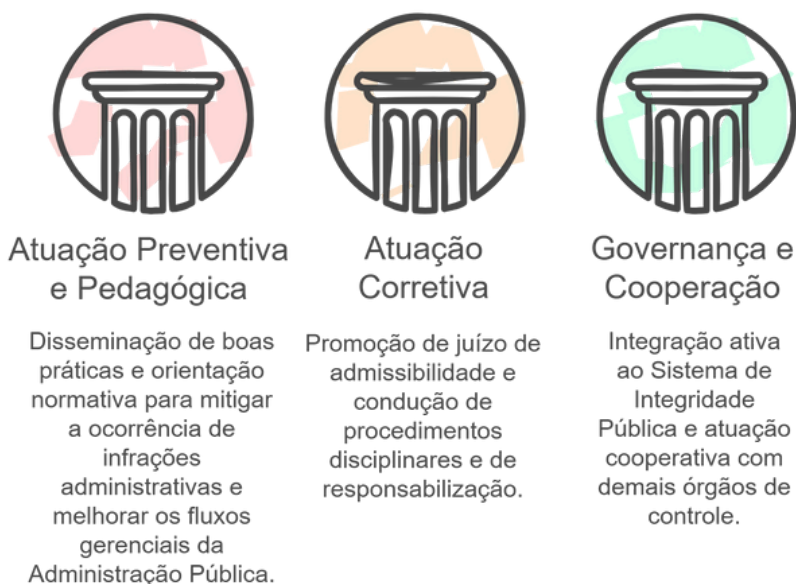 Atuação Preventiva
e Pedagógica
Disseminação de boas
práticas e orientação
normativa para mitigar
a ocorrência de
infrações
administrativas e
melhorar os fluxos
gerenciais da
Administração Pública.
Atuação
Corretiva
Promoção de juízo de
admissibilidade e
condução de
procedimentos
disciplinares e de
responsabilização.
Governança e
Cooperação
Integração ativa
ao Sistema de
Integridade
Pública e atuação
cooperativa com
demais órgãos de
controle.